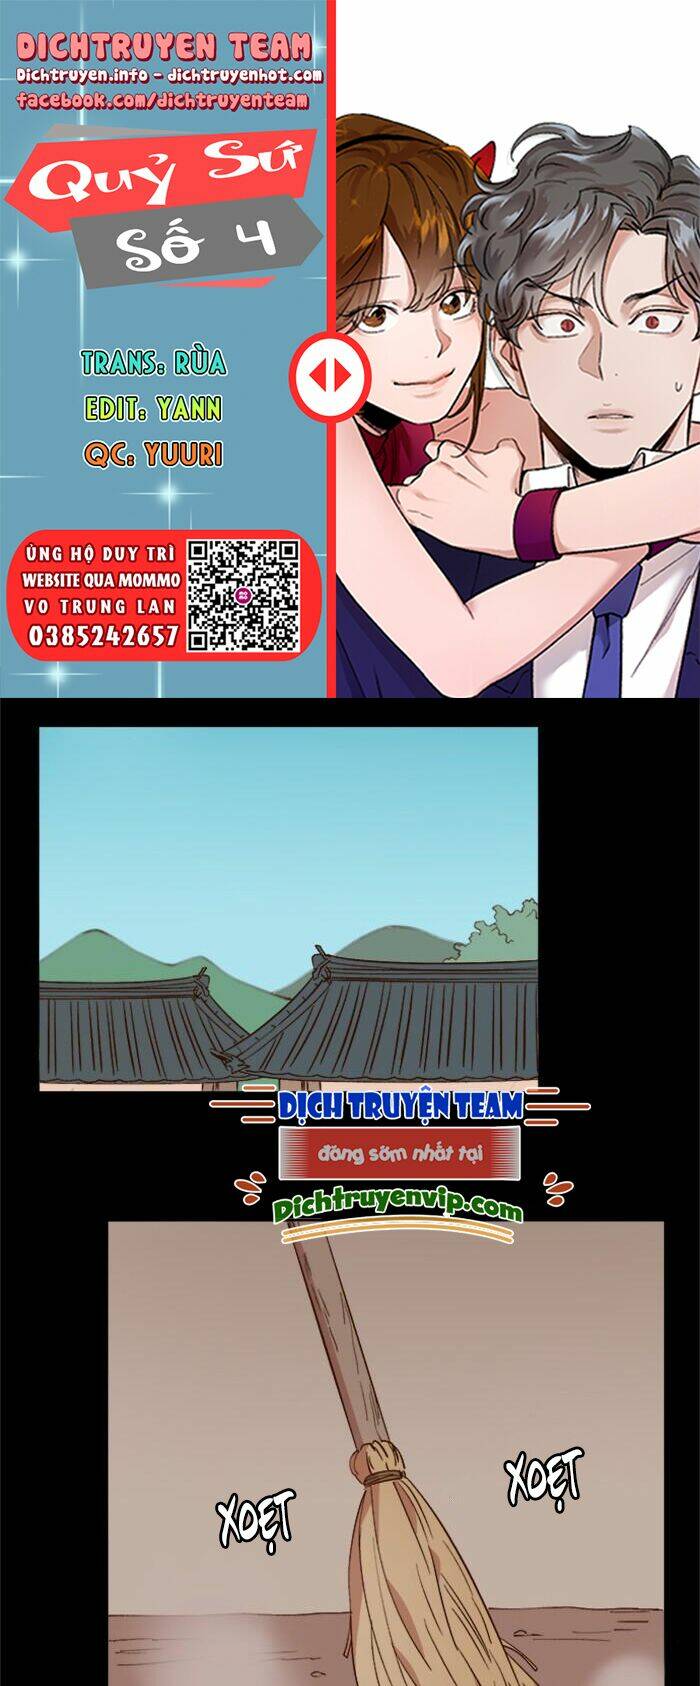 DICHTRUYEN TEAM
Dichtruyen.info - dichtruyenhot.com
facebook.com/dichtruyenteam
Quỷ Sứ
Số 4
TRANS: RÙA
EDIT: YANN
QC: YUURI
ỦNG HỘ DUY TRÌ
WEBSITE QUA MOMMO
VO TRUNG LAN
0385242657
mo
mo
DỊCH TRUYỆN TEAM
đăng sớm nhất tại
Dichtruyenvip.com
XOẸT
XOẸT